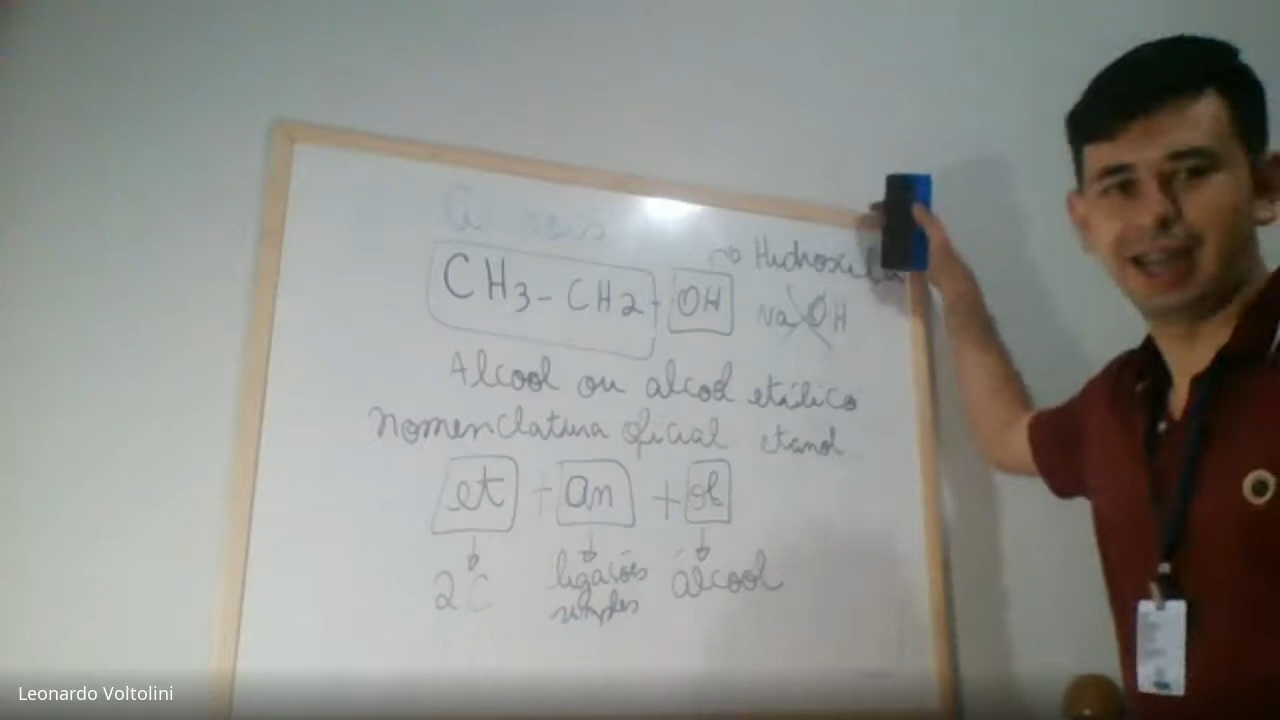 Hidroxila
CH3 - CH2 - OH NaOH
Alcool ou alcool etílico
Nomenclatura oficial etanol
et + an + ol
2C ligações simples álcool
Leonardo Voltolini